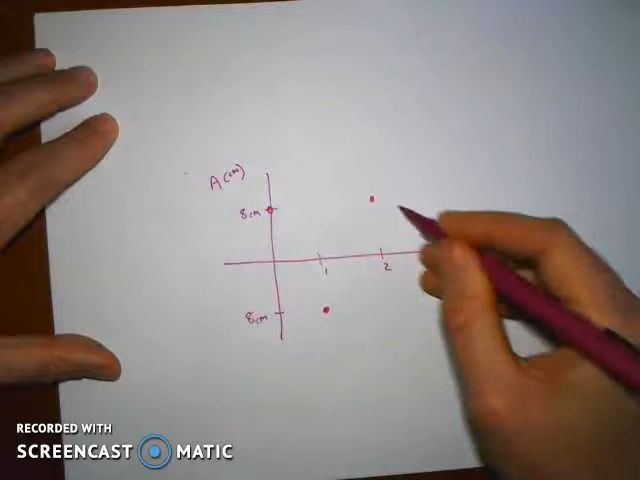 A(cm)
8cm
1
2
8cm
RECORDED WITH
SCREENCAST MATIC